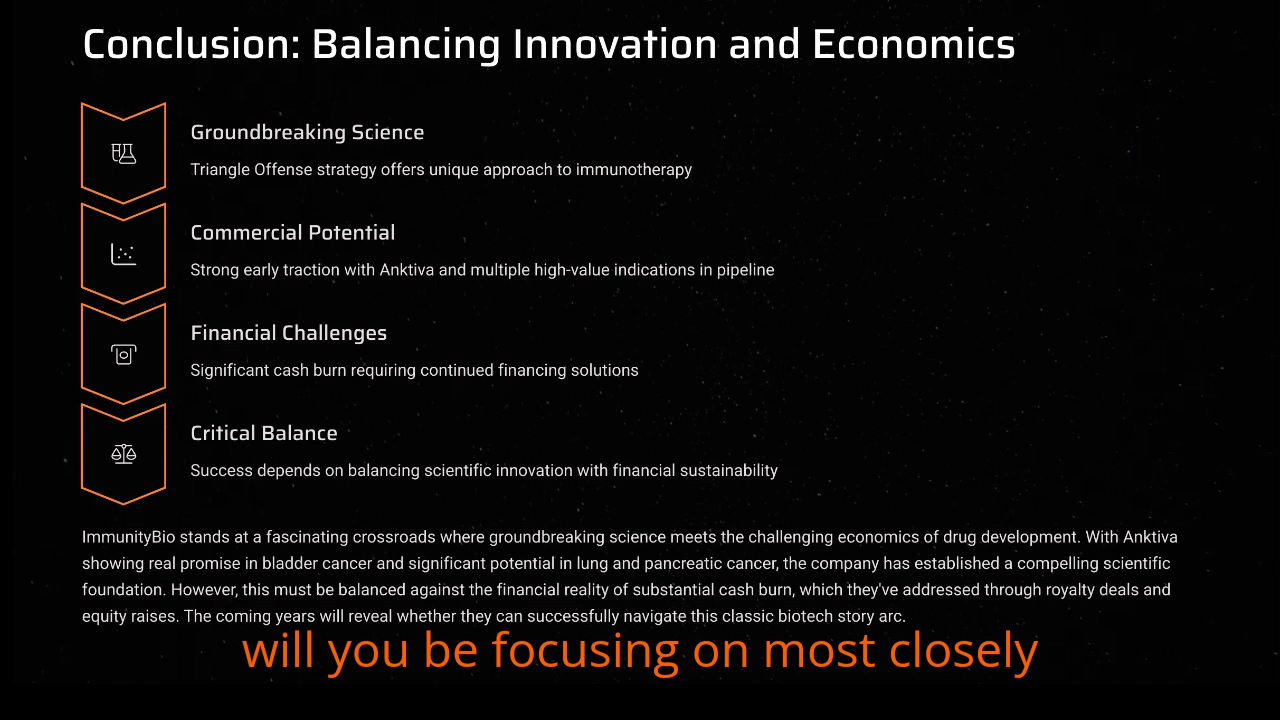 Conclusion: Balancing Innovation and Economics
Groundbreaking Science
Triangle Offense strategy offers unique approach to immunotherapy
Commercial Potential
Strong early traction with Anktiva and multiple high-value indications in pipeline
Financial Challenges
Significant cash burn requiring continued financing solutions
Critical Balance
Success depends on balancing scientific innovation with financial sustainability
ImmunityBio stands at a fascinating crossroads where groundbreaking science meets the challenging economics of drug development. With Anktiva
showing real promise in bladder cancer and significant potential in lung and pancreatic cancer, the company has established a compelling scientific
foundation. However, this must be balanced against the financial reality of substantial cash burn, which they've addressed through royalty deals and
equity raises. The coming years will reveal whether they can successfully navigate this classic biotech story arc.
will you be focusing on most closely